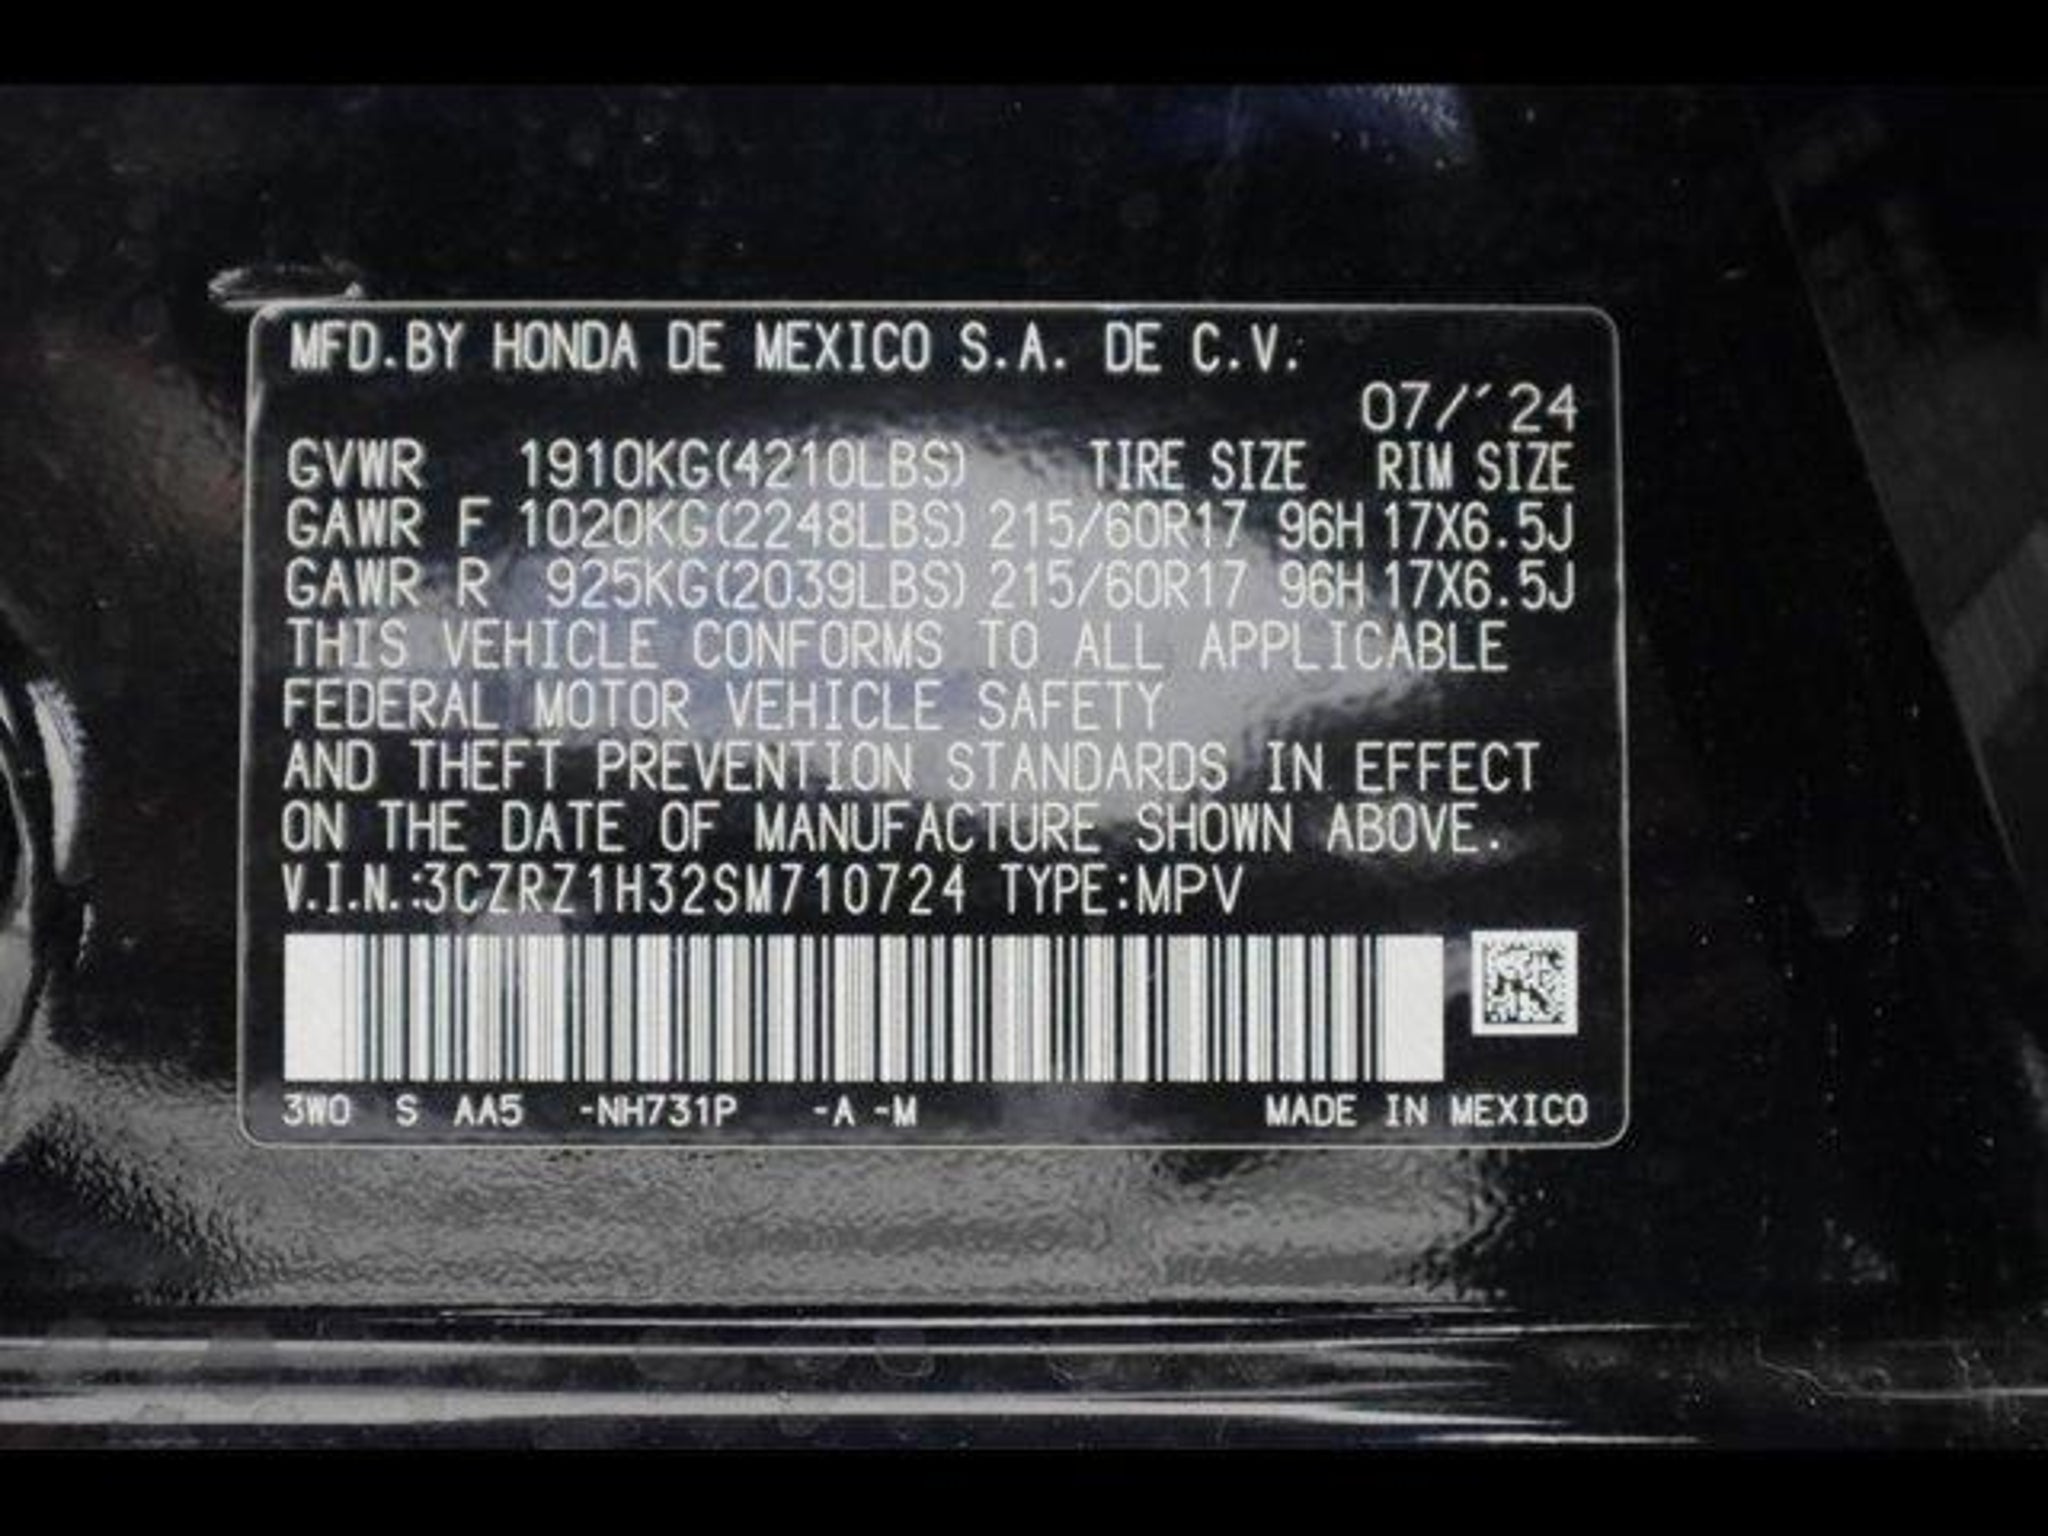 MFD.BY HONDA DE MEXICO S.A. DE C.V.
07/´24
GVWR 1910KG(4210LBS) TIRE SIZE RIM SIZE
GAWR F 1020KG(2248LBS) 215/60R17 96H 17X6.5J
GAWR R 925KG(2039LBS) 215/60R17 96H 17X6.5J
THIS VEHICLE CONFORMS TO ALL APPLICABLE
FEDERAL MOTOR VEHICLE SAFETY
AND THEFT PREVENTION STANDARDS IN EFFECT
ON THE DATE OF MANUFACTURE SHOWN ABOVE.
V.I.N.:3CZRZ1H32SM710724 TYPE:MPV
3W0 S AA5 -NH731P -A -M MADE IN MEXICO